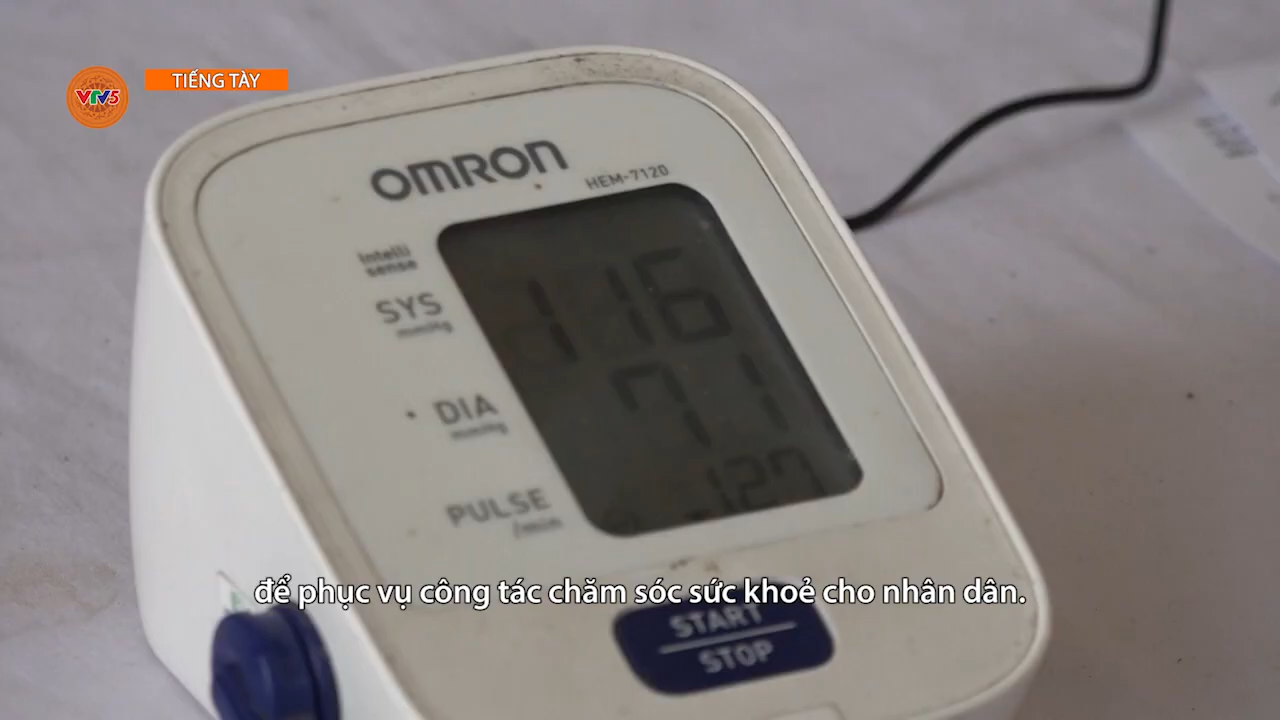 VTV5
TIẾNG TÀY
OMRON
HEM-7120
Intelli
sense
SYS
mmHg
116
DIA
mmHg
71
PULSE
/min
127
để phục vụ công tác chăm sóc sức khoẻ cho nhân dân.
START
STOP